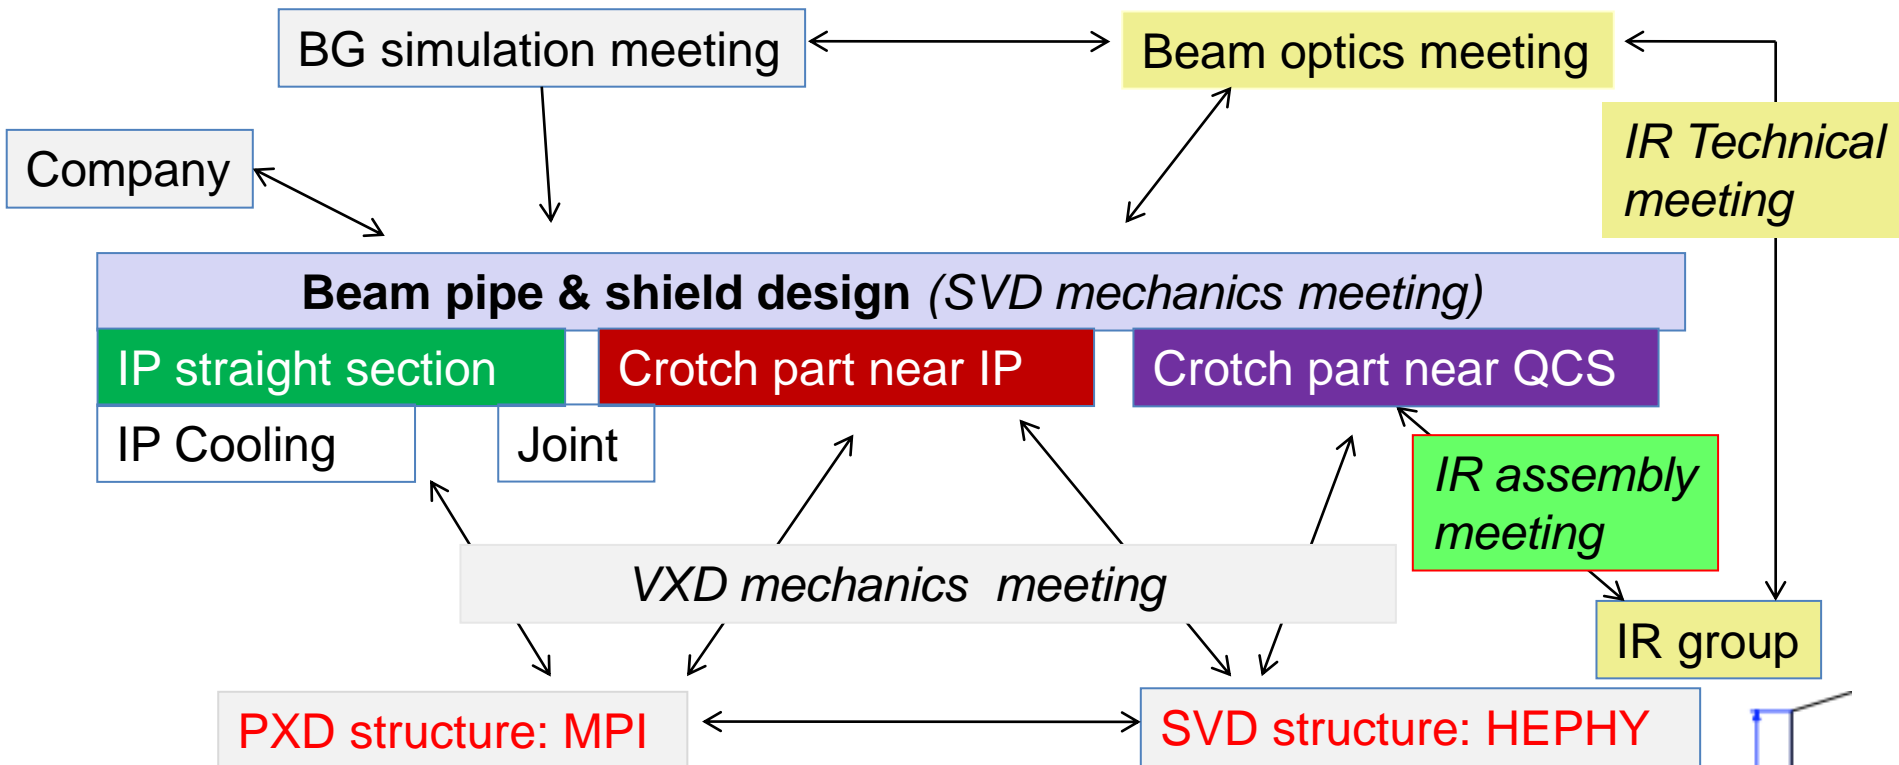 BG simulation meeting
Beam optics meeting
Company
IR Technical
meeting
Beam pipe & shield design (SVD mechanics meeting)
IP straight section
Crotch part near IP
Crotch part near QCS
IP Cooling
Joint
IR assembly
meeting
VXD mechanics meeting
IR group
PXD structure: MPI
SVD structure: HEPHY